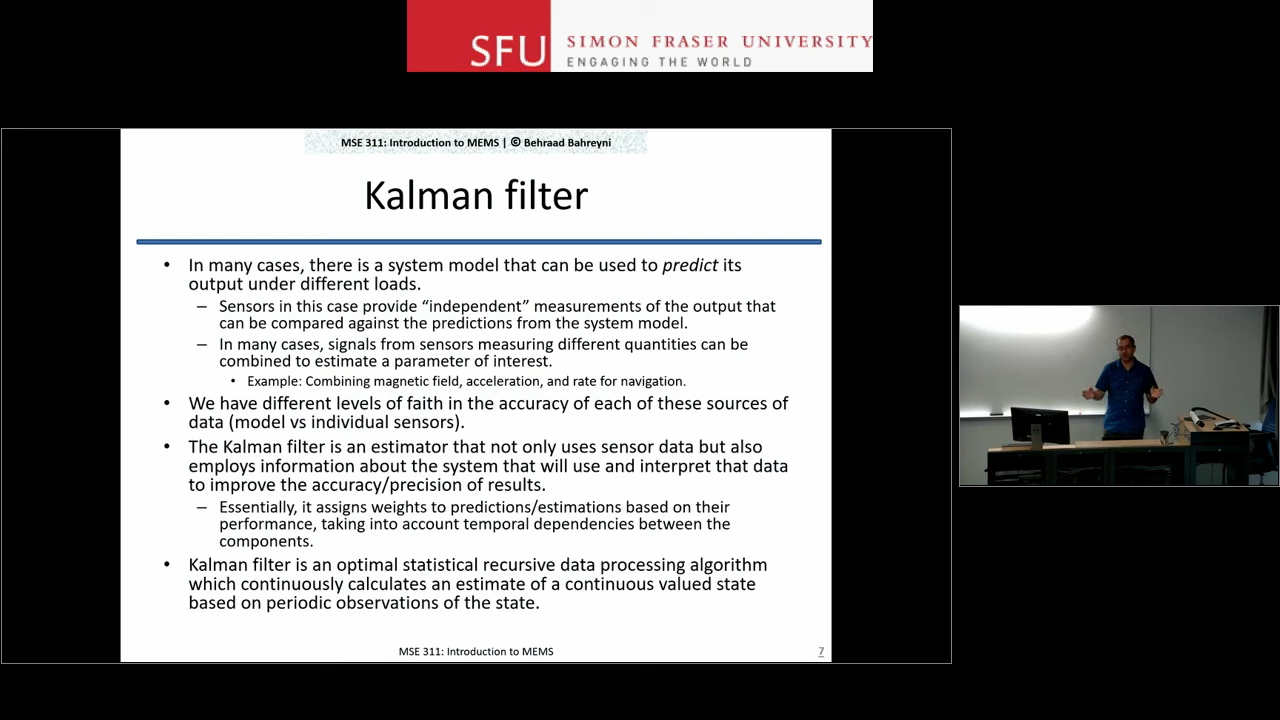 SFU SIMON FRASER UNIVERSITY
ENGAGING THE WORLD
MSE 311: Introduction to MEMS | © Behraad Bahreyni
Kalman filter
• In many cases, there is a system model that can be used to predict its
output under different loads.
– Sensors in this case provide “independent” measurements of the output that
can be compared against the predictions from the system model.
– In many cases, signals from sensors measuring different quantities can be
combined to estimate a parameter of interest.
• Example: Combining magnetic field, acceleration, and rate for navigation.
• We have different levels of faith in the accuracy of each of these sources of
data (model vs individual sensors).
• The Kalman filter is an estimator that not only uses sensor data but also
employs information about the system that will use and interpret that data
to improve the accuracy/precision of results.
– Essentially, it assigns weights to predictions/estimations based on their
performance, taking into account temporal dependencies between the
components.
• Kalman filter is an optimal statistical recursive data processing algorithm
which continuously calculates an estimate of a continuous valued state
based on periodic observations of the state.
MSE 311: Introduction to MEMS
7